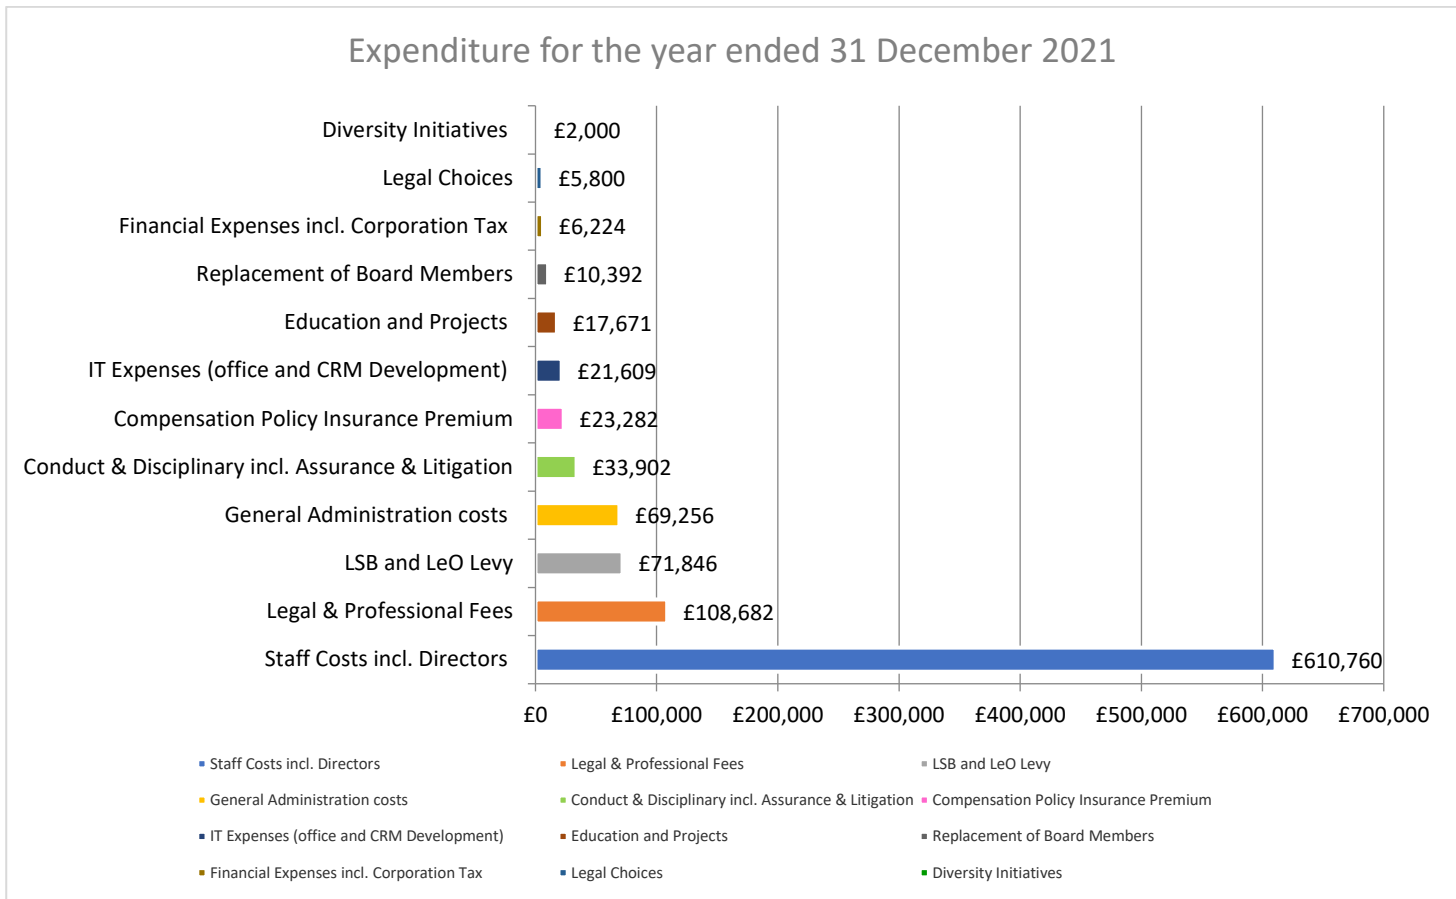 Expenditure for the year ended 31 December 2021
Diversity Initiatives £2,000
Legal Choices £5,800
Financial Expenses incl. Corporation Tax £6,224
Replacement of Board Members £10,392
Education and Projects £17,671
IT Expenses (office and CRM Development) £21,609
Compensation Policy Insurance Premium £23,282
Conduct & Disciplinary incl. Assurance & Litigation £33,902
General Administration costs £69,256
LSB and LeO Levy £71,846
Legal & Professional Fees £108,682
Staff Costs incl. Directors £610,760
£0 £100,000 £200,000 £300,000 £400,000 £500,000 £600,000 £700,000
Staff Costs incl. Directors Legal & Professional Fees LSB and LeO Levy
General Administration costs Conduct & Disciplinary incl. Assurance & Litigation Compensation Policy Insurance Premium
IT Expenses (office and CRM Development) Education and Projects Replacement of Board Members
Financial Expenses incl. Corporation Tax Legal Choices Diversity Initiatives